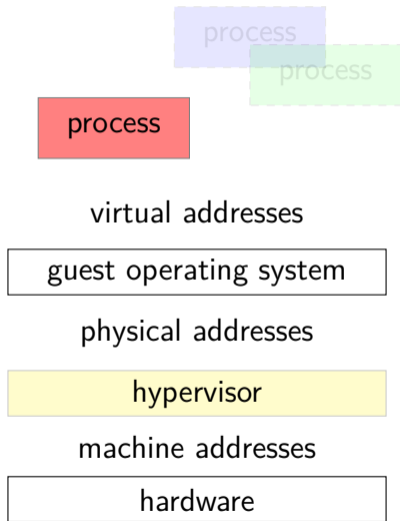 process
process
process
virtual addresses
guest operating system
physical addresses
hypervisor
machine addresses
hardware